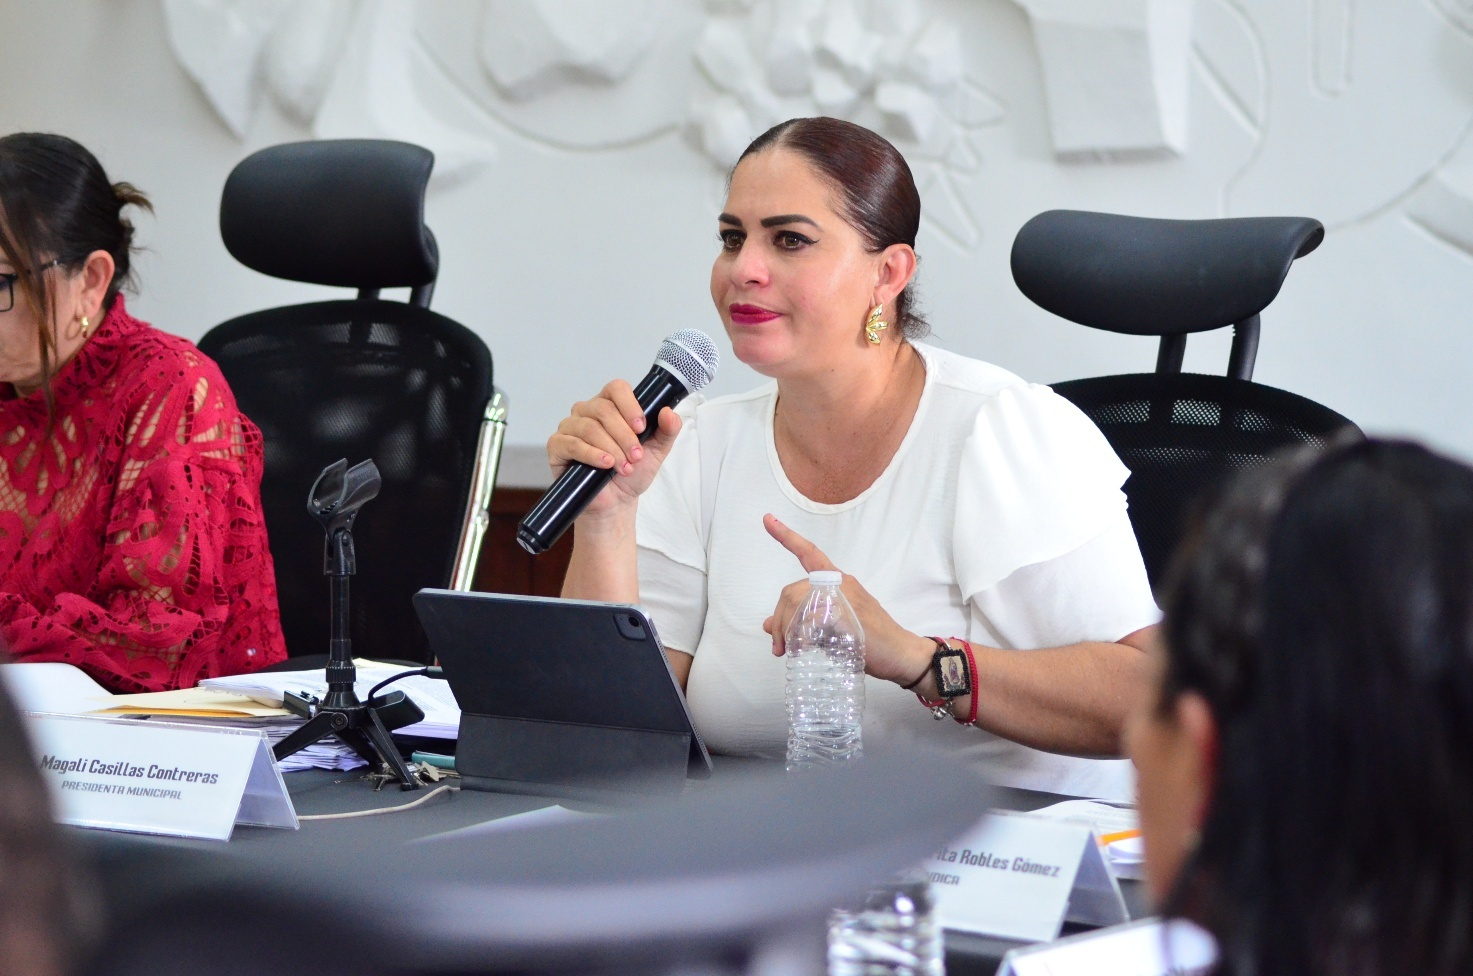 Magali Casillas Contreras
PRESIDENTA MUNICIPAL
Robles Gómez